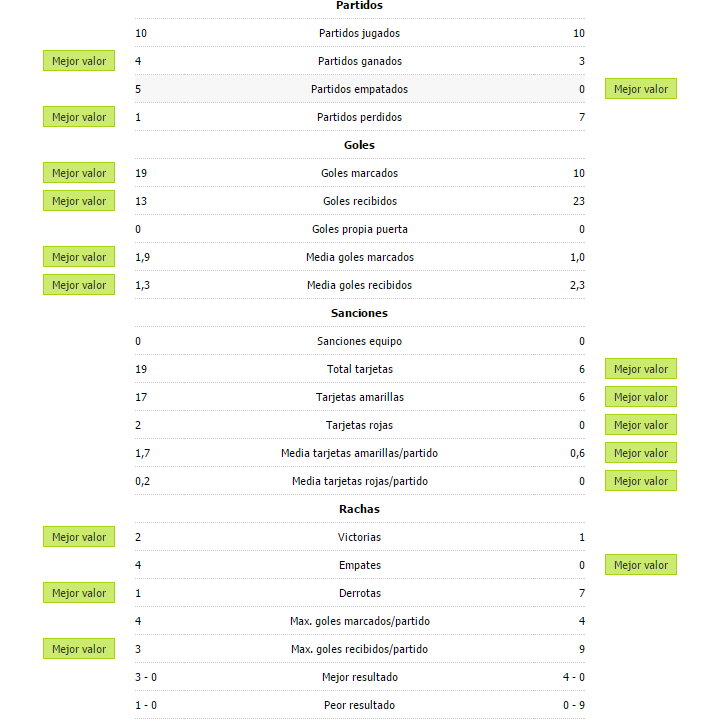 Partidos
10 Partidos jugados 10
Mejor valor 4 Partidos ganados 3
5 Partidos empatados 0 Mejor valor
Mejor valor 1 Partidos perdidos 7
Goles
Mejor valor 19 Goles marcados 10
Mejor valor 13 Goles recibidos 23
0 Goles propia puerta 0
Mejor valor 1,9 Media goles marcados 1,0
Mejor valor 1,3 Media goles recibidos 2,3
Sanciones
0 Sanciones equipo 0
19 Total tarjetas 6 Mejor valor
17 Tarjetas amarillas 6 Mejor valor
2 Tarjetas rojas 0 Mejor valor
1,7 Media tarjetas amarillas/partido 0,6 Mejor valor
0,2 Media tarjetas rojas/partido 0 Mejor valor
Rachas
Mejor valor 2 Victorias 1
4 Empates 0 Mejor valor
Mejor valor 1 Derrotas 7
4 Max. goles marcados/partido 4
Mejor valor 3 Max. goles recibidos/partido 9
3 - 0 Mejor resultado 4 - 0
1 - 0 Peor resultado 0 - 9